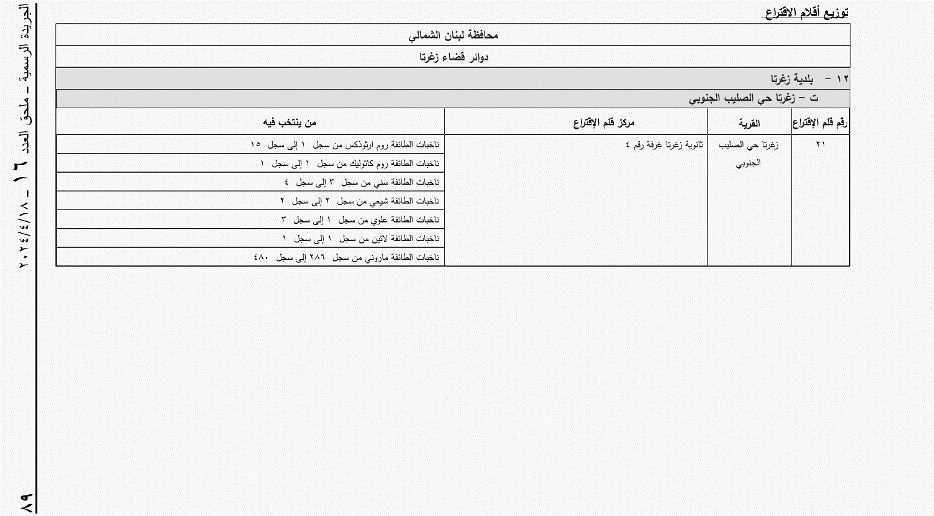 توزيع أقلام الاقتراع
محافظة لبنان الشمالي
دوائر قضاء زغرتا
١٢ - بلدية زغرتا
ت - زغرتا حي الصليب الجنوبي
رقم قلم الإقتراع القرية مركز قلم الإقتراع من ينتخب فيه
٢١ زغرتا حي الصليب الجنوبي ثانوية زغرتا غرفة رقم ٤
ناخبات الطائفة روم ارثوذكس من سجل ١ إلى سجل ١٥
ناخبات الطائفة روم كاثوليك من سجل ١ إلى سجل ١
ناخبات الطائفة سني من سجل ٣ إلى سجل ٤
ناخبات الطائفة شيعي من سجل ٢ إلى سجل ٢
ناخبات الطائفة علوي من سجل ١ إلى سجل ٣
ناخبات الطائفة لاتين من سجل ١ إلى سجل ١
ناخبات الطائفة ماروني من سجل ٢٨٦ إلى سجل ٤٨٠
الجريدة الرسمية - ملحق العدد ١٦ - ٢٠٢٤/٤/١٨
٨٩